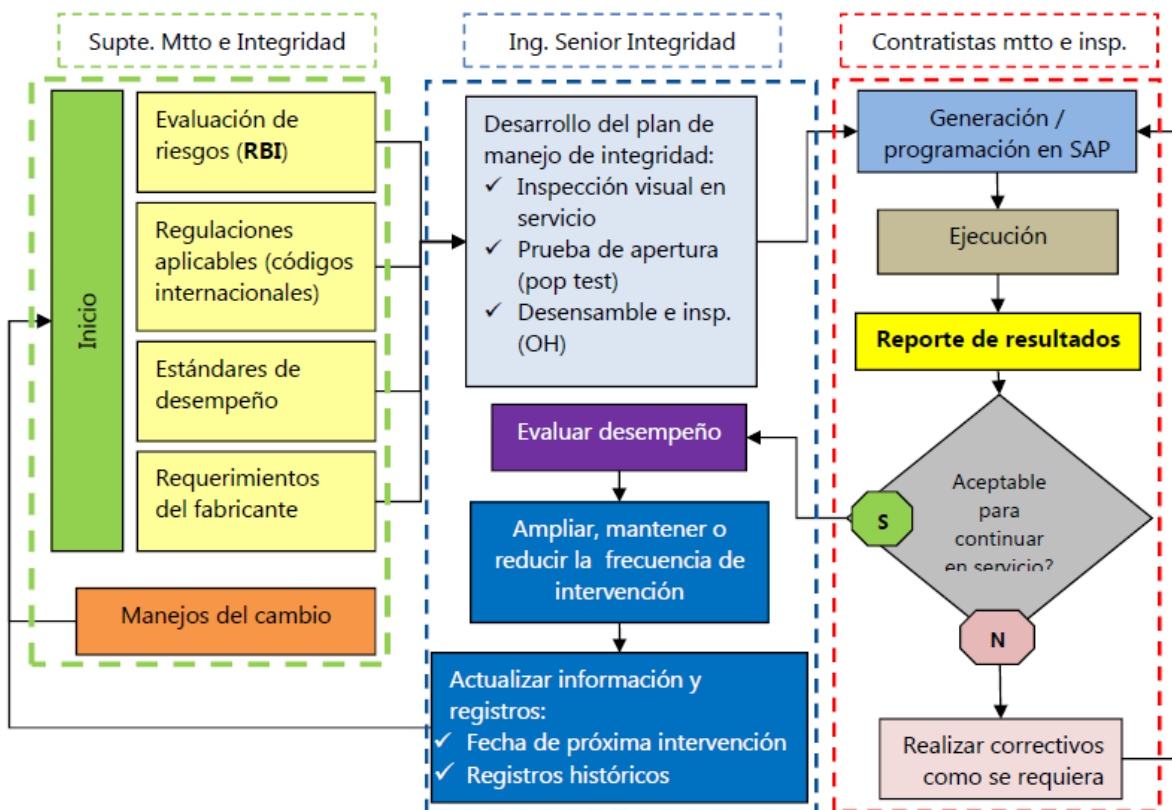 Supte. Mtto e Integridad
Inicio
Evaluación de
riesgos (RBI)
Regulaciones
aplicables (códigos
internacionales)
Estándares de
desempeño
Requerimientos
del fabricante
Manejos del cambio
Ing. Senior Integridad
Desarrollo del plan de
manejo de integridad:
✓ Inspección visual en
servicio
✓ Prueba de apertura
(pop test)
✓ Desensamble e insp.
(OH)
Evaluar desempeño
Ampliar, mantener o
reducir la frecuencia de
intervención
Actualizar información y
registros:
✓ Fecha de próxima intervención
✓ Registros históricos
Contratistas mtto e insp.
Generación /
programación en SAP
Ejecución
Reporte de resultados
Aceptable
para
continuar
en servicio?
S
N
Realizar correctivos
como se requiera